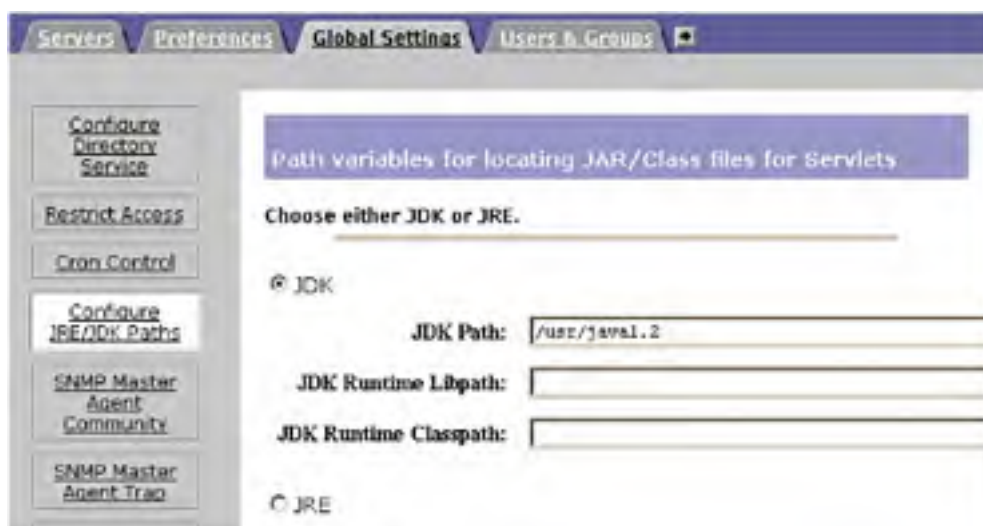 Servers Preferences Global Settings Users & Groups
Configure
Directory
Service
Restrict Access
Cron Control
Configure
JRE/JDK Paths
SNMP Master
Agent
Community
SNMP Master
Agent Trap
Path variables for locating JAR/Class files for Servlets
Choose either JDK or JRE.
JDK
JDK Path: /usr/java1.2
JDK Runtime Libpath:
JDK Runtime Classpath:
JRE